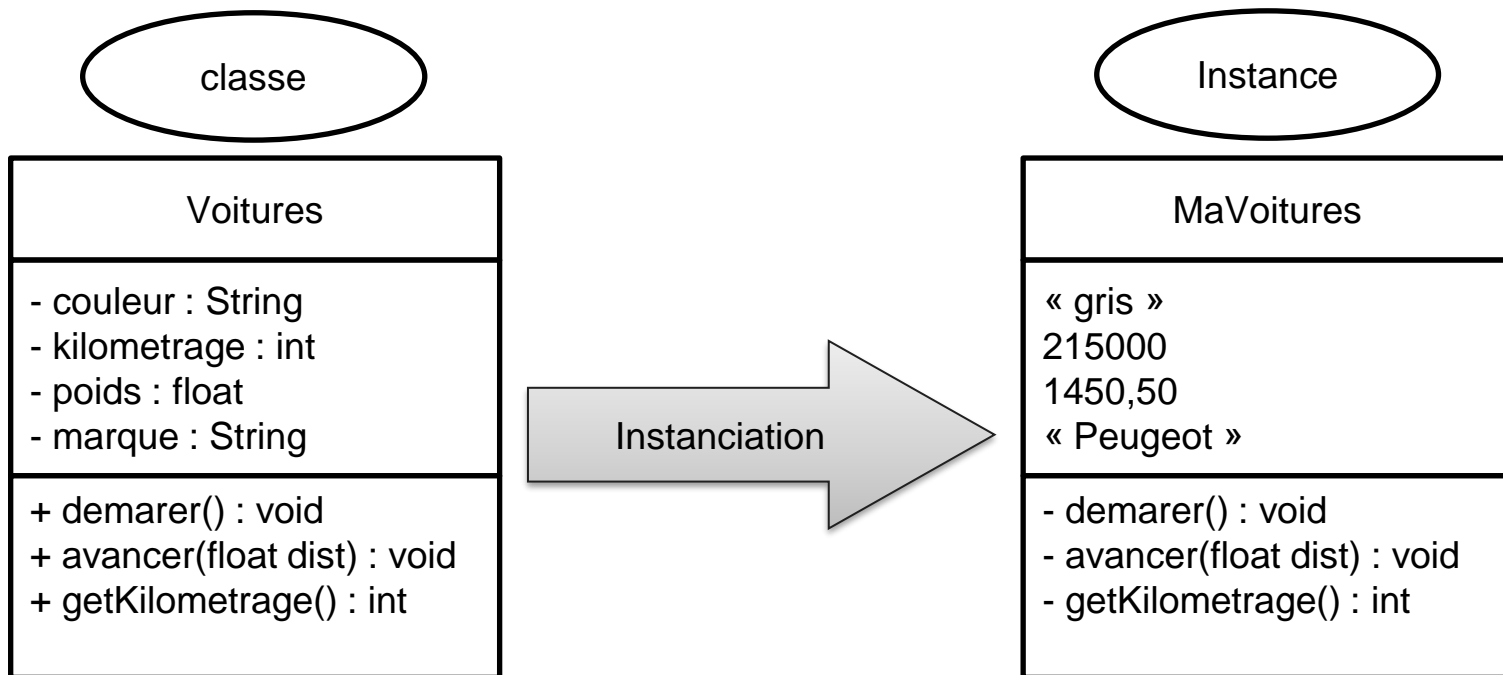 classe
Voitures
- couleur : String
- kilometrage : int
- poids : float
- marque : String
+ demarer() : void
+ avancer(float dist) : void
+ getKilometrage() : int
Instanciation
Instance
MaVoitures
« gris »
215000
1450,50
« Peugeot »
- demarer() : void
- avancer(float dist) : void
- getKilometrage() : int